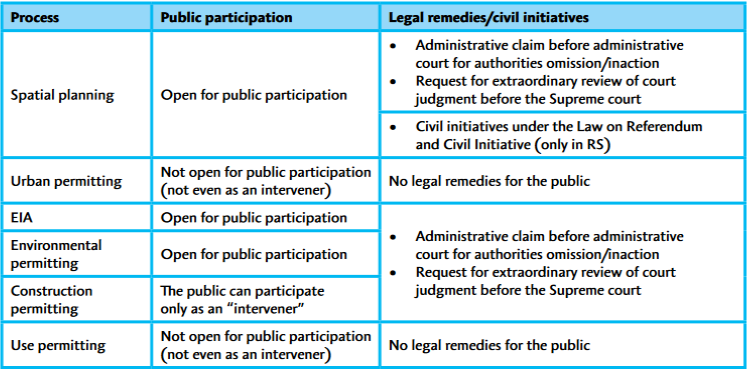 Process
Public participation
Legal remedies/civil initiatives
Spatial planning
Open for public participation
• Administrative claim before administrative
court for authorities omission/inaction
• Request for extraordinary review of court
judgment before the Supreme court
• Civil initiatives under the Law on Referendum
and Civil Initiative (only in RS)
Urban permitting
Not open for public participation
(not even as an intervener)
No legal remedies for the public
EIA
Open for public participation
Environmental
permitting
Open for public participation
• Administrative claim before administrative
court for authorities omission/inaction
• Request for extraordinary review of court
judgment before the Supreme court
Construction
permitting
The public can participate
only as an “intervener”
Use permitting
Not open for public participation
(not even as an intervener)
No legal remedies for the public